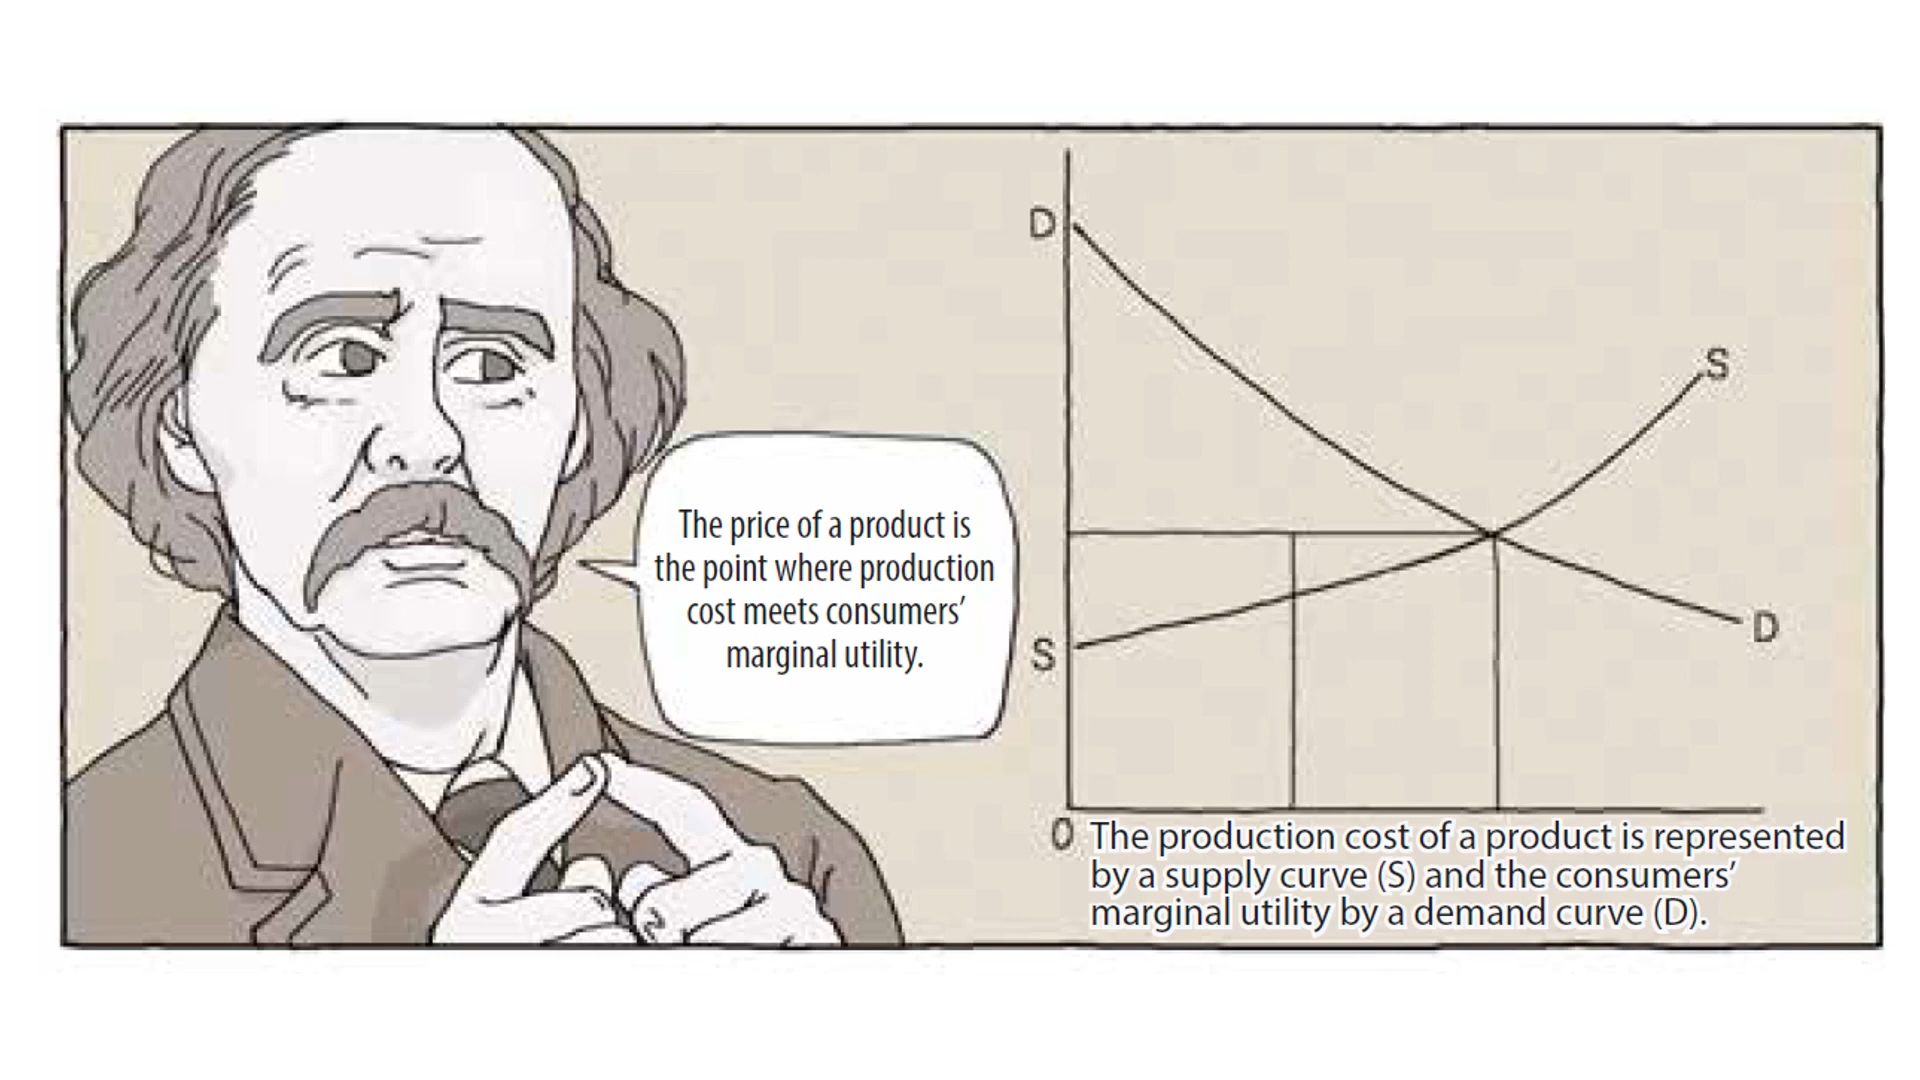 The price of a product is
the point where production
cost meets consumers’
marginal utility.
D
S
S
D
0
The production cost of a product is represented
by a supply curve (S) and the consumers’
marginal utility by a demand curve (D).